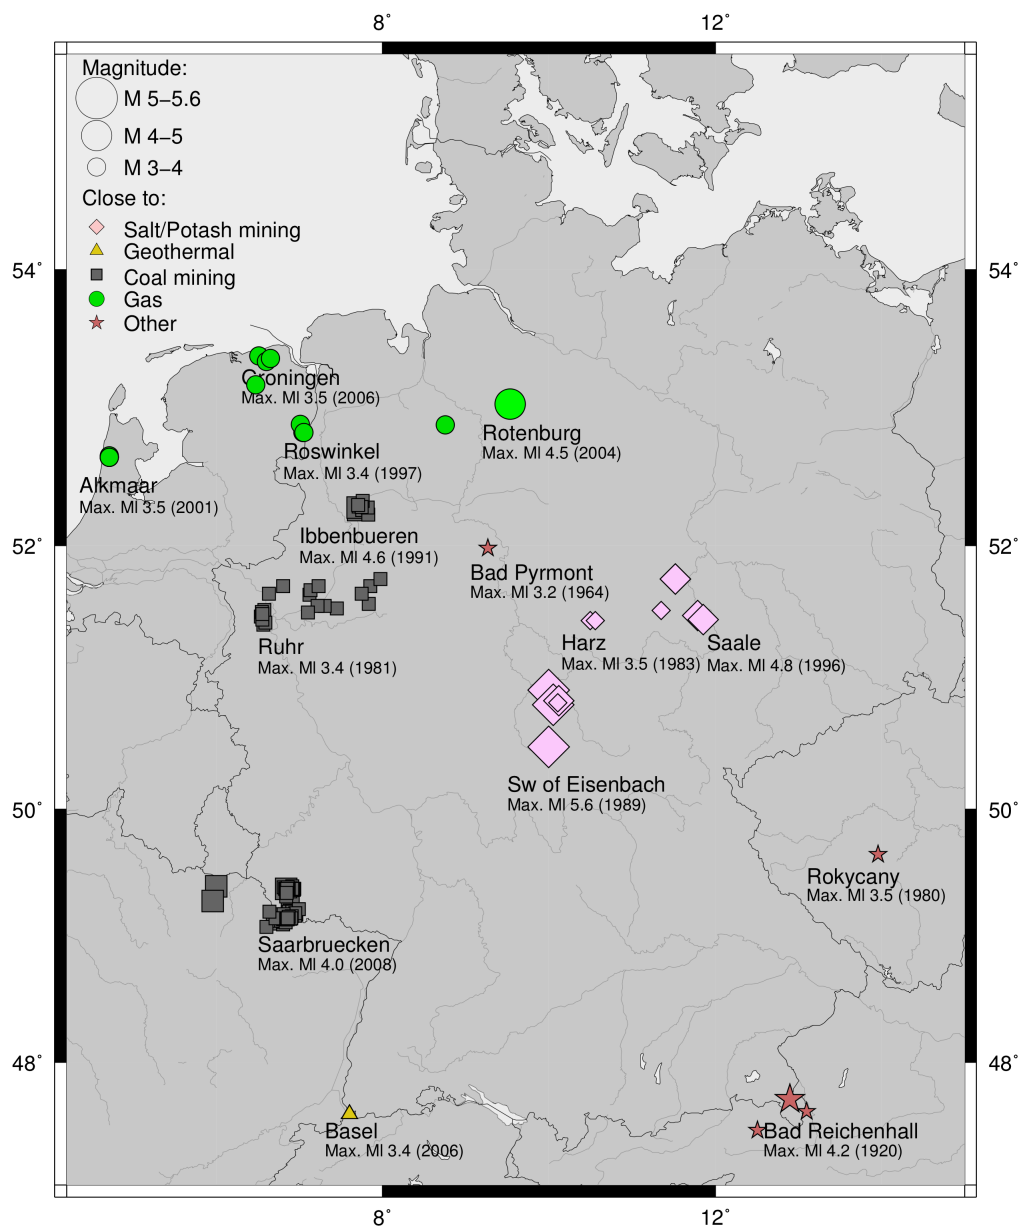 8°
12°
Magnitude:
M 5–5.6
M 4–5
M 3–4
Close to:
Salt/Potash mining
Geothermal
Coal mining
Gas
Other
54°
54°
Groningen
Max. Ml 3.5 (2006)
Rotenburg
Max. Ml 4.5 (2004)
Roswinkel
Max. Ml 3.4 (1997)
Alkmaar
Max. Ml 3.5 (2001)
Ibbenbueren
Max. Ml 4.6 (1991)
52°
52°
Bad Pyrmont
Max. Ml 3.2 (1964)
Ruhr
Max. Ml 3.4 (1981)
Harz
Max. Ml 3.5 (1983)
Saale
Max. Ml 4.8 (1996)
Sw of Eisenbach
Max. Ml 5.6 (1989)
50°
50°
Rokycany
Max. Ml 3.5 (1980)
Saarbruecken
Max. Ml 4.0 (2008)
48°
48°
Basel
Max. Ml 3.4 (2006)
Bad Reichenhall
Max. Ml 4.2 (1920)
8°
12°